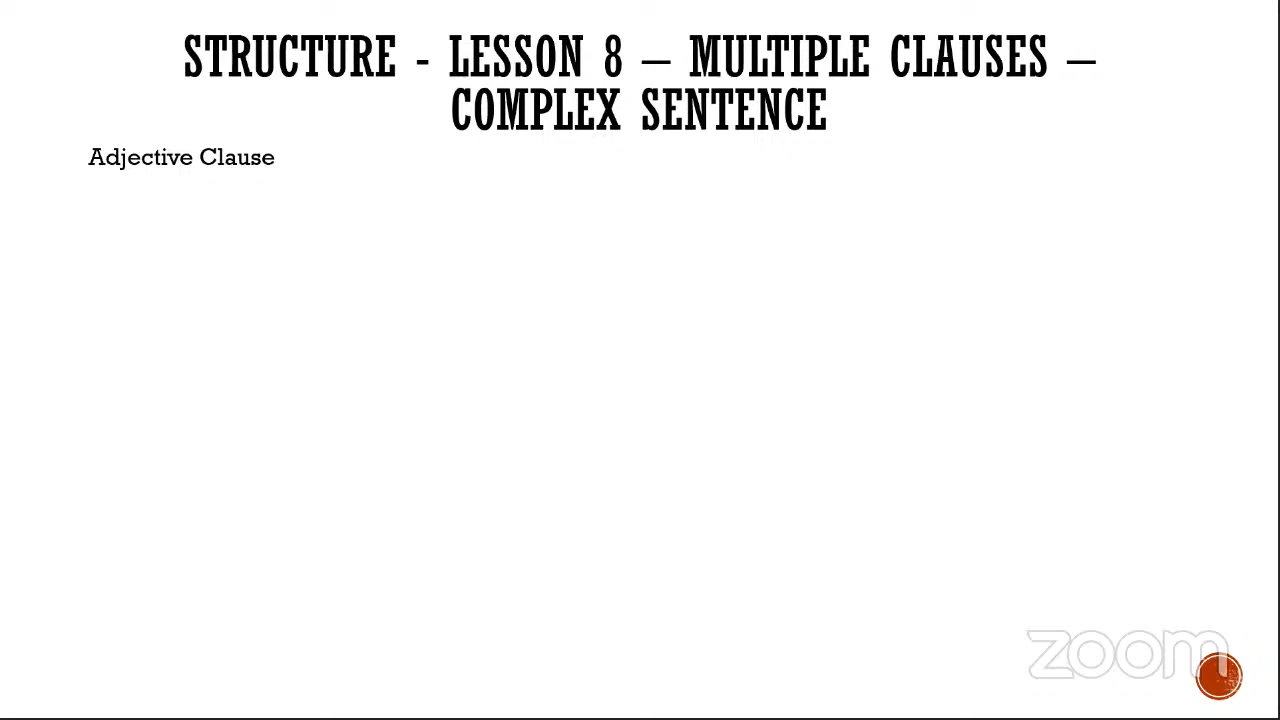 STRUCTURE - LESSON 8 – MULTIPLE CLAUSES –
COMPLEX SENTENCE
Adjective Clause
zoom